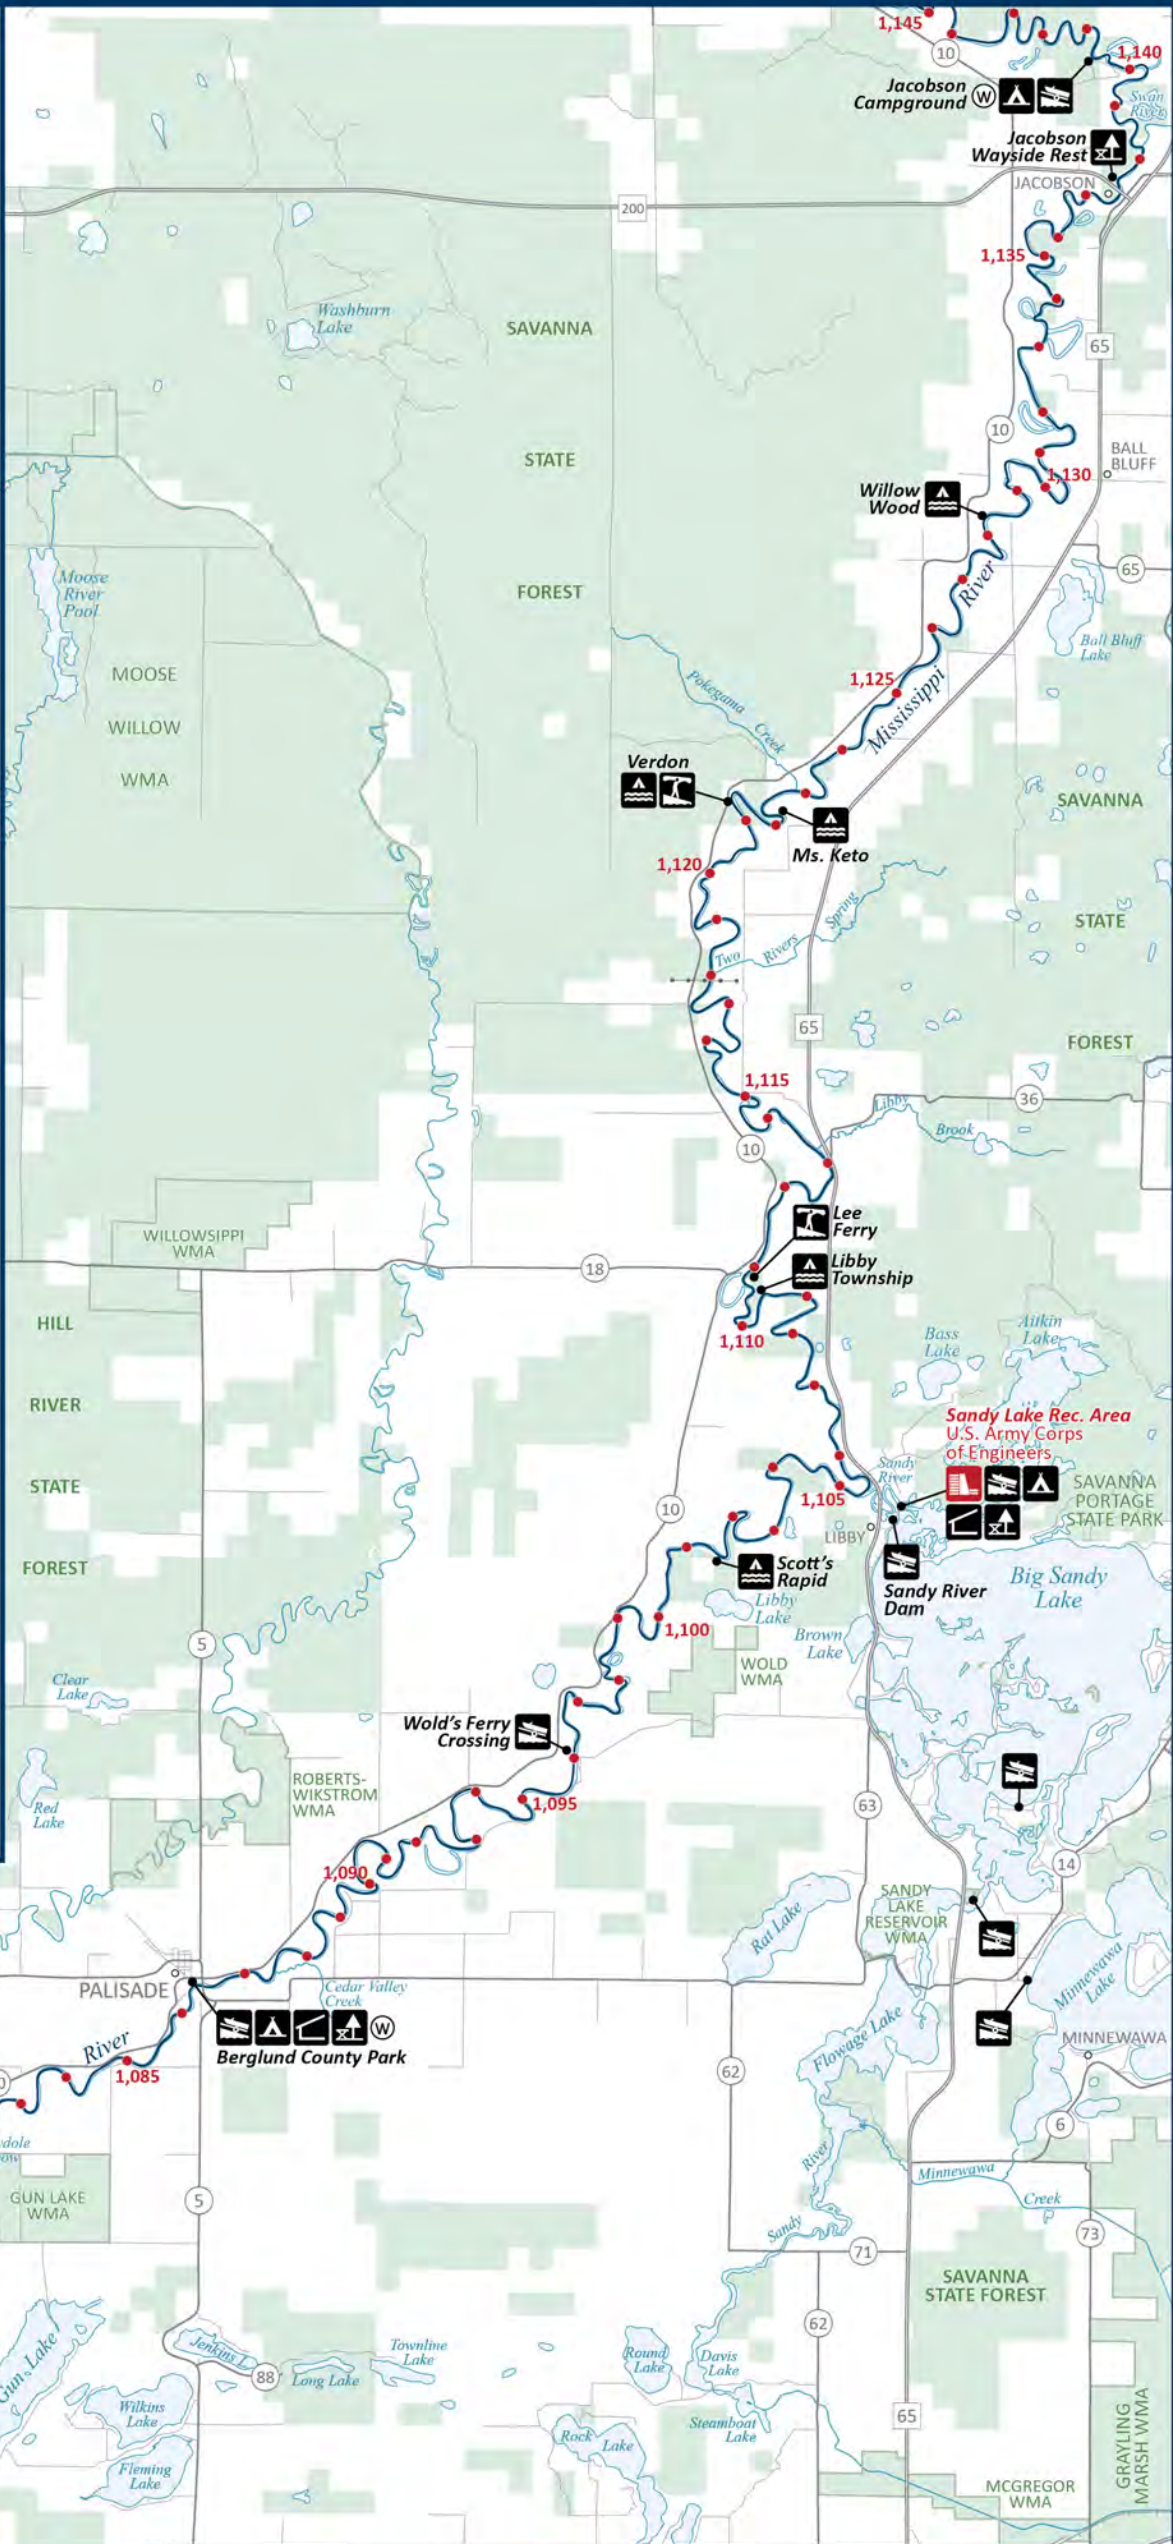 1,145
10
1,140
Jacobson
Campground W
Swan
River
Jacobson
Wayside Rest
JACOBSON
200
1,135
Washburn
Lake
SAVANNA
65
10
STATE
BALL
BLUFF
1,130
Willow
Wood
65
Moose
River
Pool
FOREST
River
Ball Bluff
Lake
MOOSE
1,125
Pokegama
Creek
Mississippi
WILLOW
WMA
Verdon
SAVANNA
Ms. Keto
1,120
Spring
STATE
Two
Rivers
65
FOREST
1,115
36
Libby
Brook
10
Lee
Ferry
WILLOWSIPPI
WMA
18
Libby
Township
HILL
1,110
Bass
Lake
Aitkin
Lake
RIVER
Sandy Lake Rec. Area
U.S. Army Corps
of Engineers
Sandy
River
STATE
1,105
SAVANNA
PORTAGE
STATE PARK
10
LIBBY
FOREST
Scott's
Rapid
Sandy River
Dam
Big Sandy
Lake
Libby
Lake
1,100
Brown
Lake
5
WOLD
WMA
Clear
Lake
Wold's Ferry
Crossing
ROBERTS-
WIKSTROM
WMA
1,095
63
Red
Lake
14
1,090
SANDY
LAKE
RESERVOIR
WMA
Rat Lake
Minnewawa
Lake
PALISADE
Cedar Valley
Creek
W
Berglund County Park
River
Flowage Lake
MINNEWAWA
1,085
62
6
dole
ow
River
Minnewawa
Creek
GUN LAKE
WMA
5
Sandy
73
71
SAVANNA
STATE FOREST
62
Gun Lake
Jenkins L.
88
Long Lake
Townline
Lake
Round
Lake
Davis
Lake
Wilkins
Lake
65
Steamboat
Lake
Rock Lake
GRAYLING
MARSH WMA
Fleming
Lake
MCGREGOR
WMA